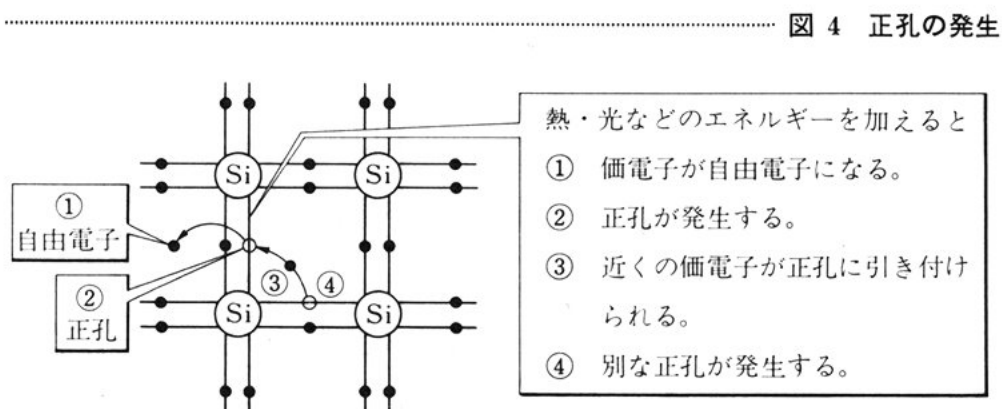 図 4 正孔の発生
熱・光などのエネルギーを加えると
① 価電子が自由電子になる。
② 正孔が発生する。
③ 近くの価電子が正孔に引き付け
られる。
④ 別な正孔が発生する。
Si
Si
①
自由電子
②
正孔
③
④
Si
Si